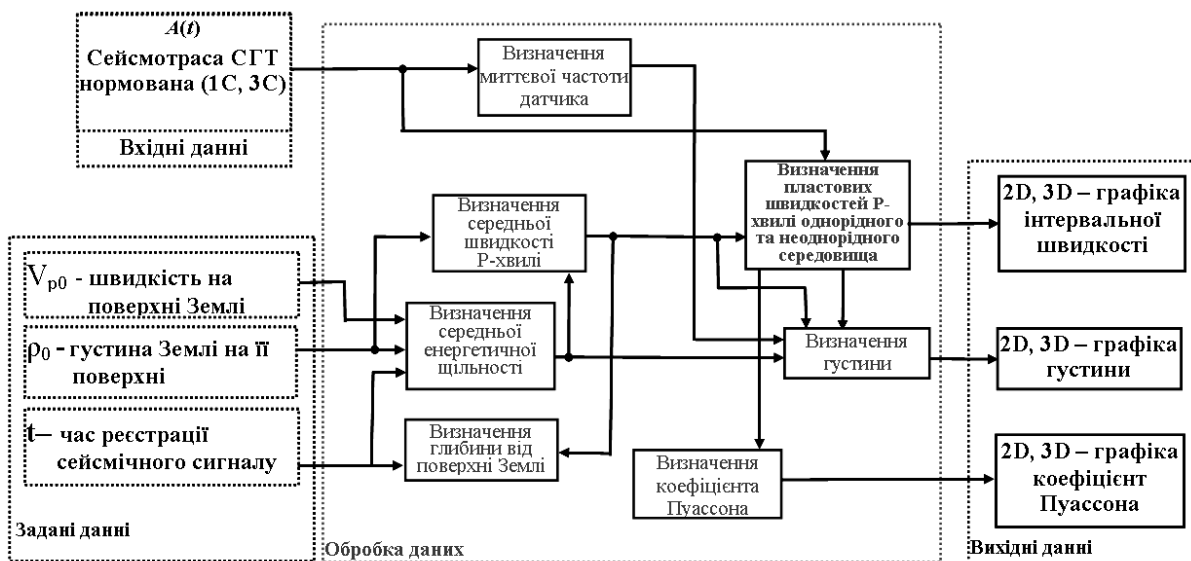 A(t)
Сейсмотраса СГТ
нормована (1С, 3С)
Вхідні данні
V р0 - швидкість на
поверхні Землі
ρ0 - густина Землі на її
поверхні
t– час реєстрації
сейсмічного сигналу
Задані данні
Визначення
миттєвої частоти
датчика
Визначення
середньої
швидкості
Р-хвилі
Визначення
середньої
енергетичної
щільності
Визначення
глибини від
поверхні Землі
Визначення
пластових
швидкостей Р-
хвилі однорідного
та неоднорідного
середовища
Визначення
густини
Визначення
коефіцієнта
Пуассона
Обробка даних
2D, 3D – графіка
інтервальної
швидкості
2D, 3D – графіка
густини
2D, 3D – графіка
коефіцієнт
Пуассона
Вихідні данні